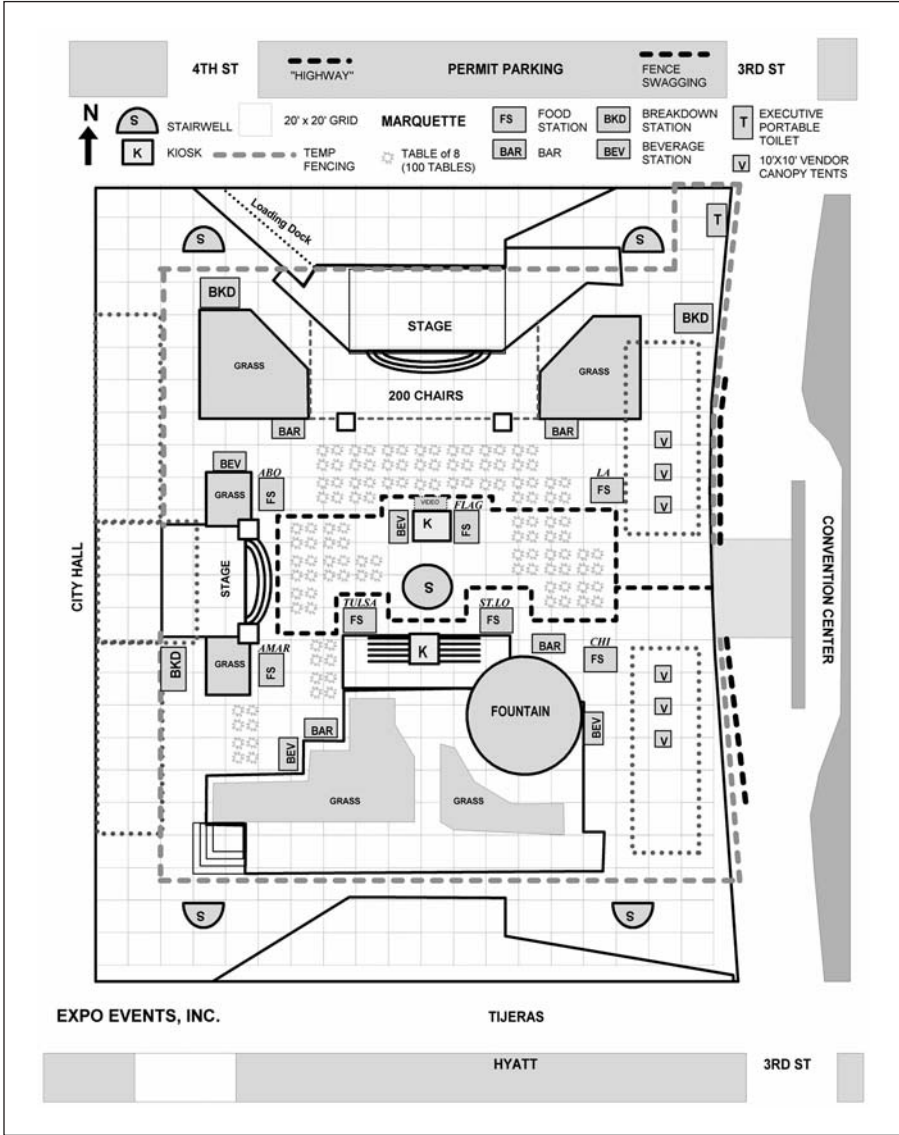 4TH ST
"HIGHWAY"
PERMIT PARKING
FENCE
SWAGGING
3RD ST
N
S
STAIRWELL
K
KIOSK
20' x 20' GRID
TEMP
FENCING
MARQUETTE
TABLE of 8
(100 TABLES)
FS
FOOD
STATION
BAR
BAR
BKD
BREAKDOWN
STATION
BEV
BEVERAGE
STATION
T
EXECUTIVE
PORTABLE
TOILET
V
10'X10' VENDOR
CANOPY TENTS
Loading Dock
S
S
T
BKD
BKD
STAGE
GRASS
GRASS
200 CHAIRS
BAR
BAR
BEV
ABQ
LA
GRASS
FS
FS
V
V
V
VIDEO
FLAG
BEV
K
FS
CITY HALL
STAGE
S
CONVENTION CENTER
TULSA
ST.LO
FS
FS
BAR
CHI
FS
K
AMAR
BKD
GRASS
FS
FOUNTAIN
V
V
V
BAR
BEV
BEV
GRASS
GRASS
S
S
EXPO EVENTS, INC.
TIJERAS
HYATT
3RD ST